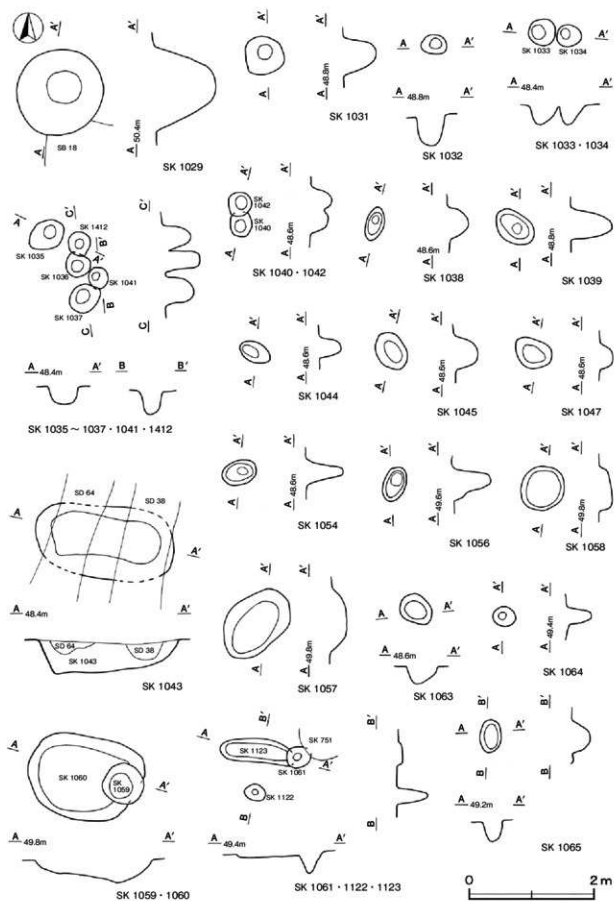 A'
A
SB 18
A'
A 50.4m
SK 1029
A'
A
A'
A 48.8m
SK 1031
A A'
A 48.8m A'
SK 1032
A SK 1033 SK 1034 A'
A 48.4m A'
SK 1033・1034
A'
C'
SK 1412
B'
A'
SK 1035
SK 1036
SK 1041
SK 1037
B
C
C'
C
A 48.4m A' B B'
SK 1035～1037・1041・1412
A'
SK 1042
SK 1040
A
A'
A 48.6m
SK 1040・1042
A'
A
A'
A 48.6m
SK 1038
A'
A
A'
A 48.8m
SK 1039
A'
A
A'
A 48.6m
SK 1044
A'
A
A'
A 48.6m
SK 1045
A'
A
A'
A 48.6m
SK 1047
A'
A
A'
A 48.6m
SK 1054
A'
A
A'
A 49.6m
SK 1056
A'
A
A'
A 49.8m
SK 1058
SD 64
SD 38
A A'
A 48.4m A'
SD 64
SD 38
SK 1043
SK 1043
A'
A
A'
A 49.8m
SK 1057
A A'
A 48.6m A'
SK 1063
A'
A
A'
A 49.4m
SK 1064
A
SK 1060
SK 1059
A'
A 49.8m A'
SK 1059・1060
B'
A
SK 751
SK 1123
SK 1061
A'
SK 1122
B
B'
B
A 49.4m A'
SK 1061・1122・1123
B'
A A'
B
B'
B
A 49.2m A'
SK 1065
0 2 m